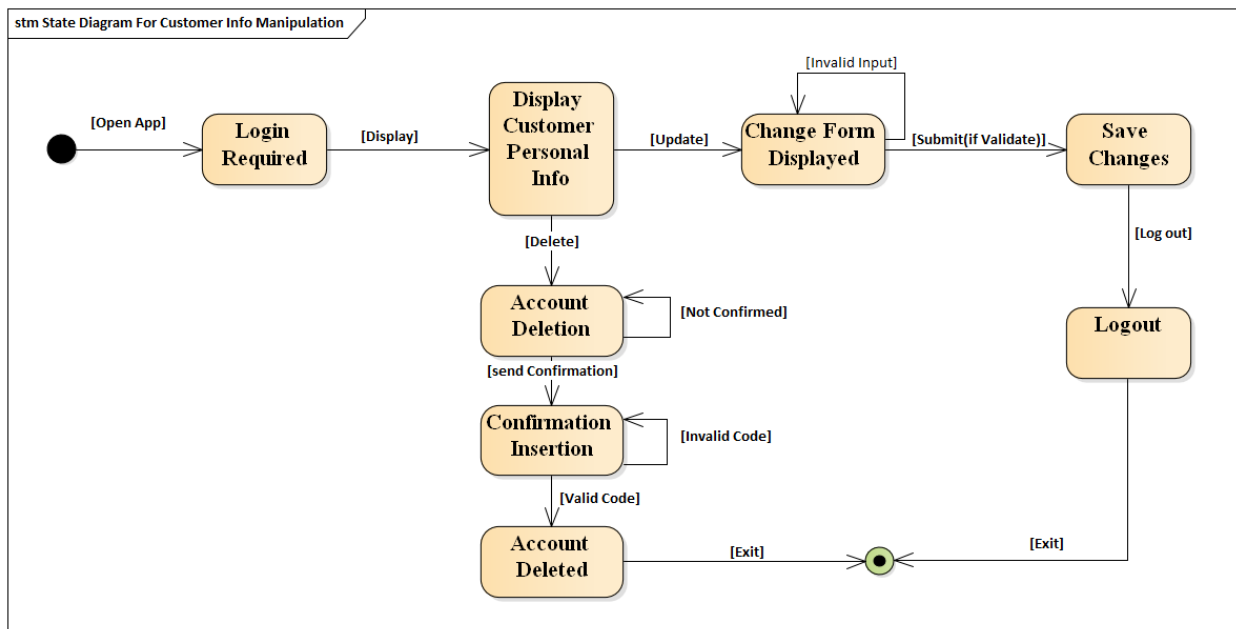 stm State Diagram For Customer Info Manipulation
[Invalid Input]
[Open App]
Login
Required
[Display]
Display
Customer
Personal
Info
[Update]
Change Form
Displayed
[Submit(if Validate)]
Save
Changes
[Delete]
[Log out]
Account
Deletion
[Not Confirmed]
Logout
[send Confirmation]
Confirmation
Insertion
[Invalid Code]
[Valid Code]
Account
Deleted
[Exit]
[Exit]